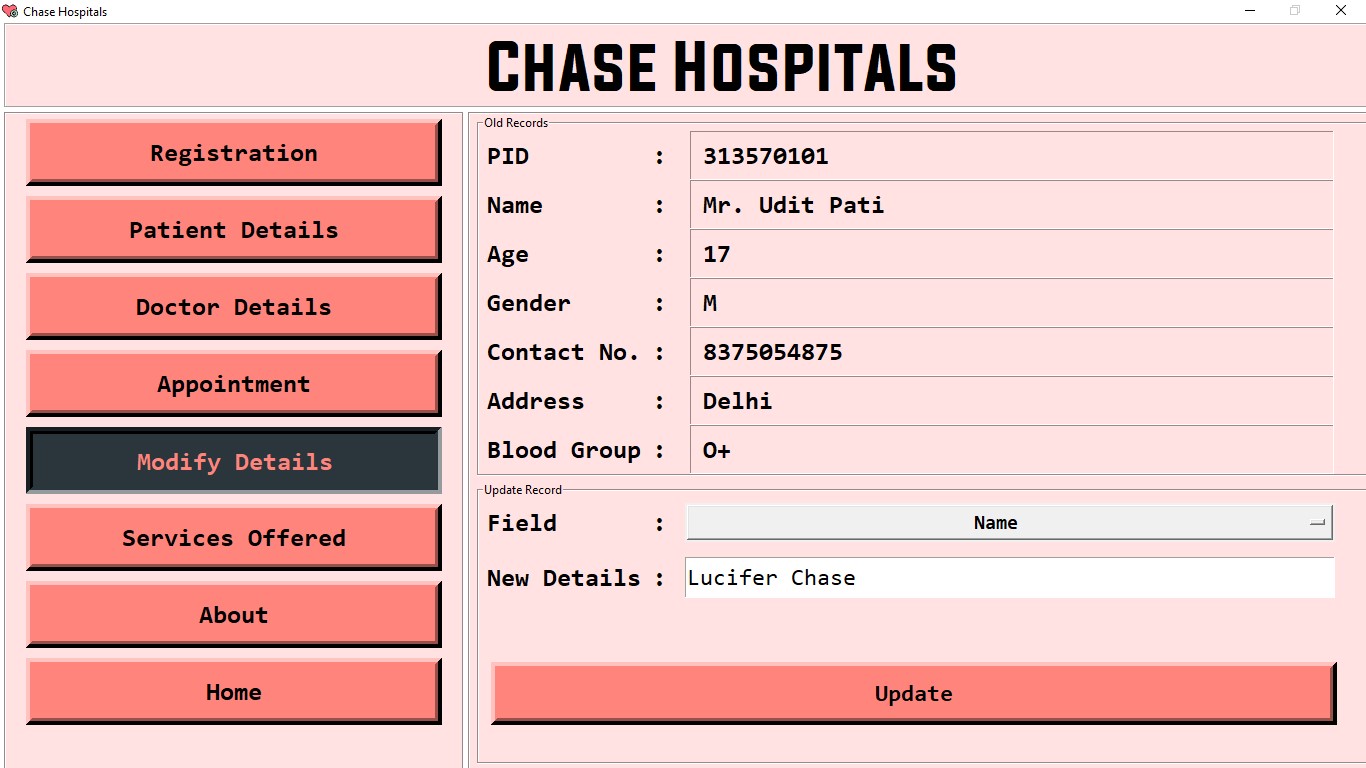 Chase Hospitals
CHASE HOSPITALS
Registration
Patient Details
Doctor Details
Appointment
Modify Details
Services Offered
About
Home
Old Records
PID : 313570101
Name : Mr. Udit Pati
Age : 17
Gender : M
Contact No. : 8375054875
Address : Delhi
Blood Group : O+
Update Record
Field : Name
New Details : Lucifer Chase
Update